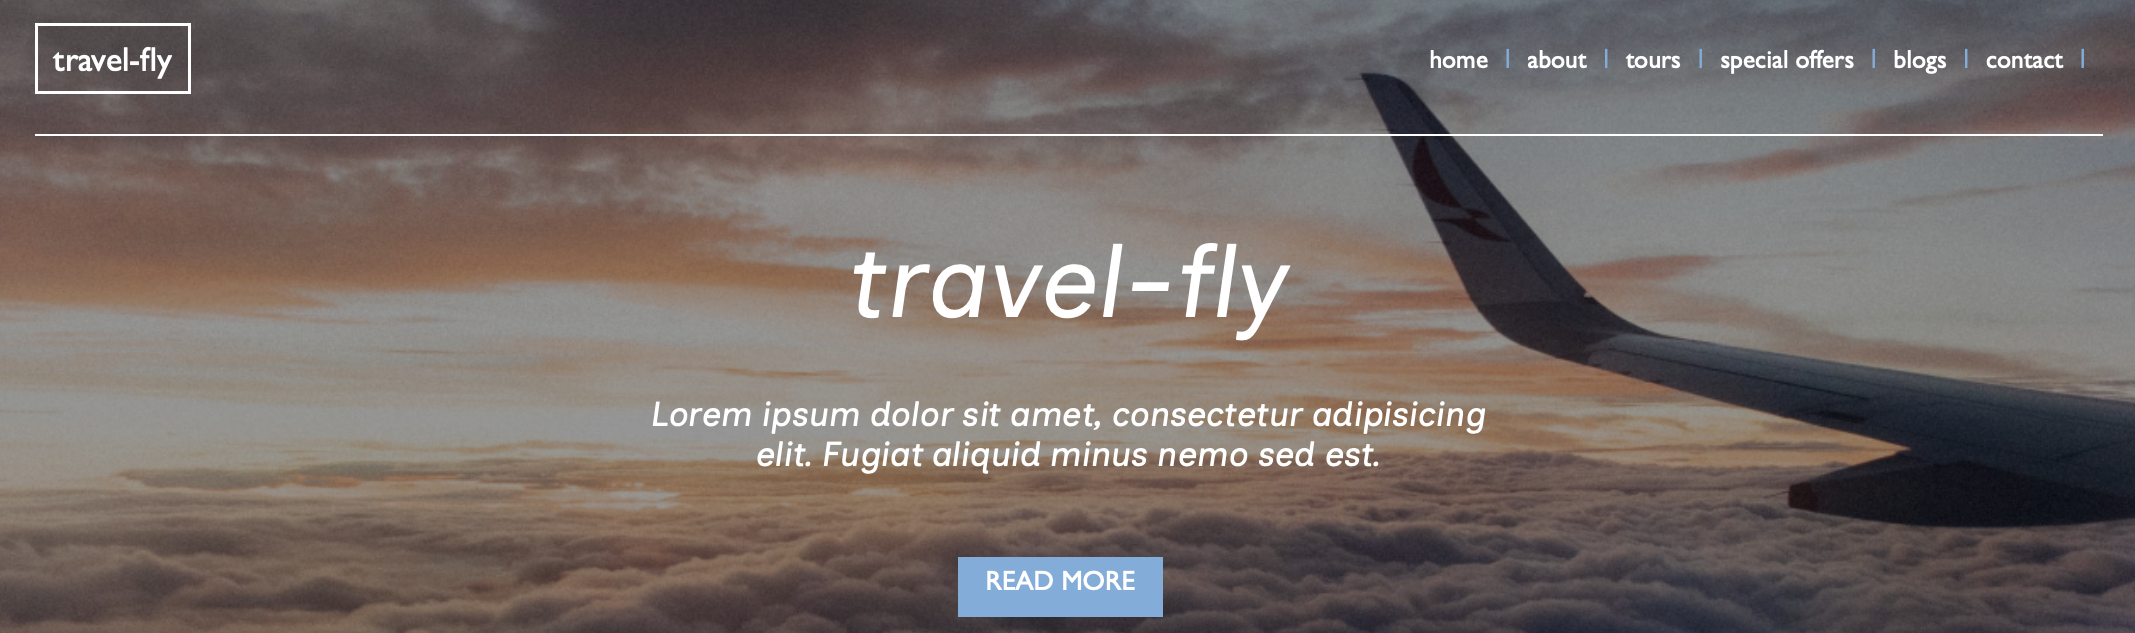 travel-fly
home | about | tours | special offers | blogs | contact |
travel-fly
Lorem ipsum dolor sit amet, consectetur adipisicing
elit. Fugiat aliquid minus nemo sed est.
READ MORE